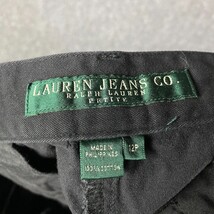 LAUREN JEANS CO.
RALPH LAUREN
PETITE
MADE IN
PHILIPPINES
12P